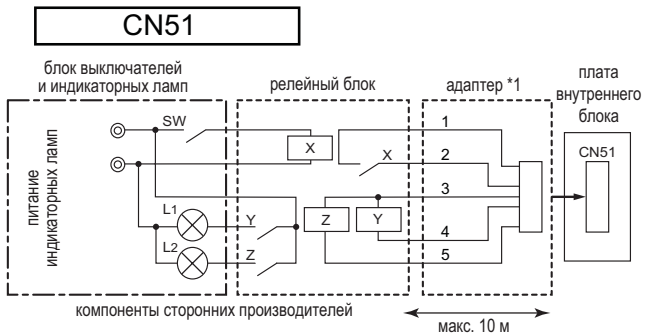 CN51
блок выключателей
и индикаторных ламп
релейный блок
адаптер *1
плата
внутреннего
блока
питание
индикаторных ламп
SW
X
X
1
2
3
4
5
CN51
L1
Y
Z
Y
L2
Z
компоненты сторонних производителей
макс. 10 м